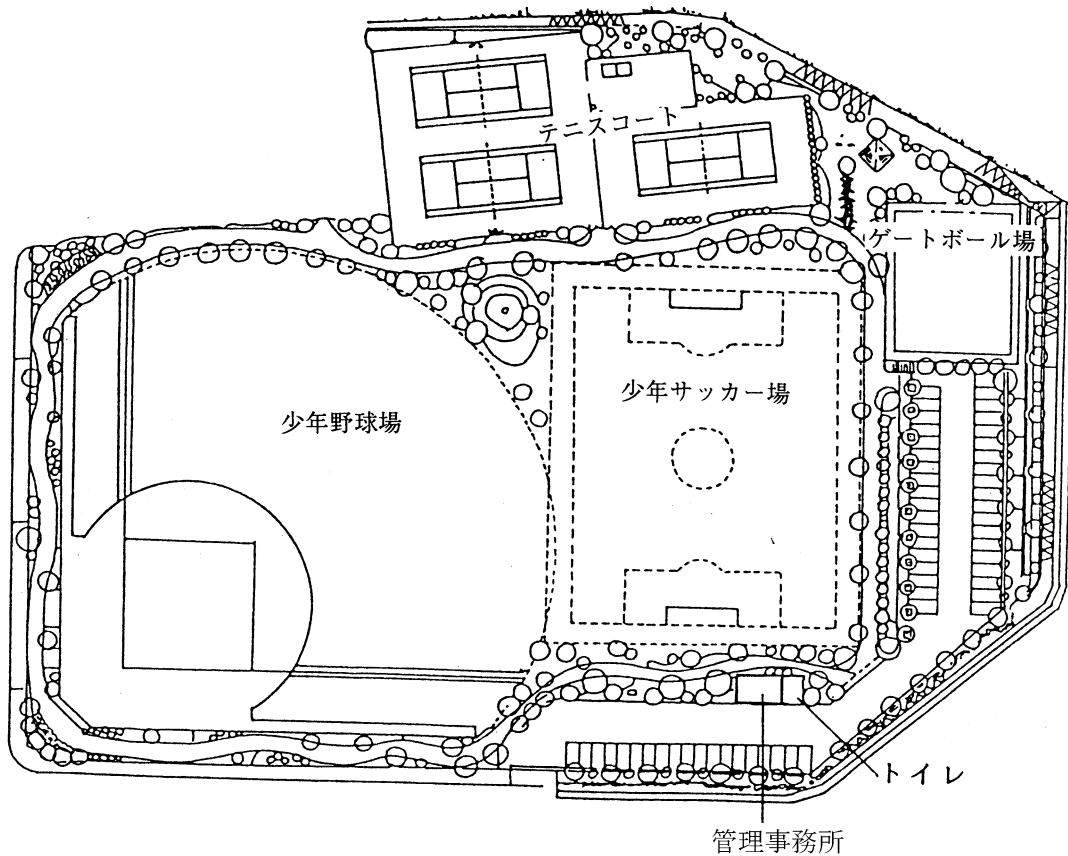 テニスコート
ゲートボール場
少年サッカー場
少年野球場
トイレ
管理事務所